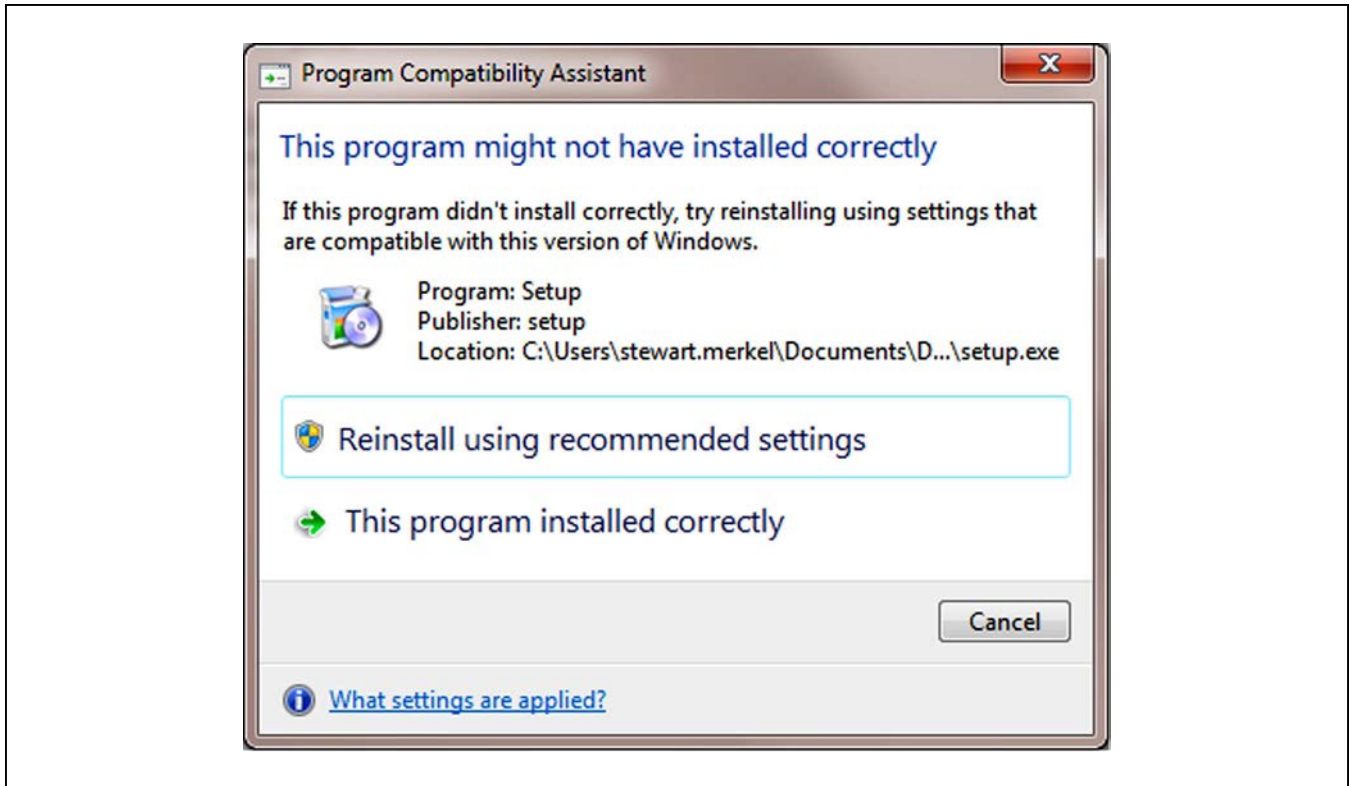 Program Compatibility Assistant
This program might not have installed correctly
If this program didn't install correctly, try reinstalling using settings that
are compatible with this version of Windows.
Program: Setup
Publisher: setup
Location: C:\Users\stewart.merkel\Documents\D...\setup.exe
Reinstall using recommended settings
This program installed correctly
Cancel
What settings are applied?